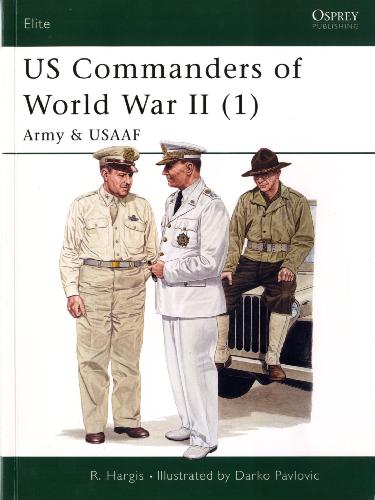 Elite
OSPREY
PUBLISHING
US Commanders of
World War II (1)
Army & USAAF
R. Hargis • Illustrated by Darko Pavlovic